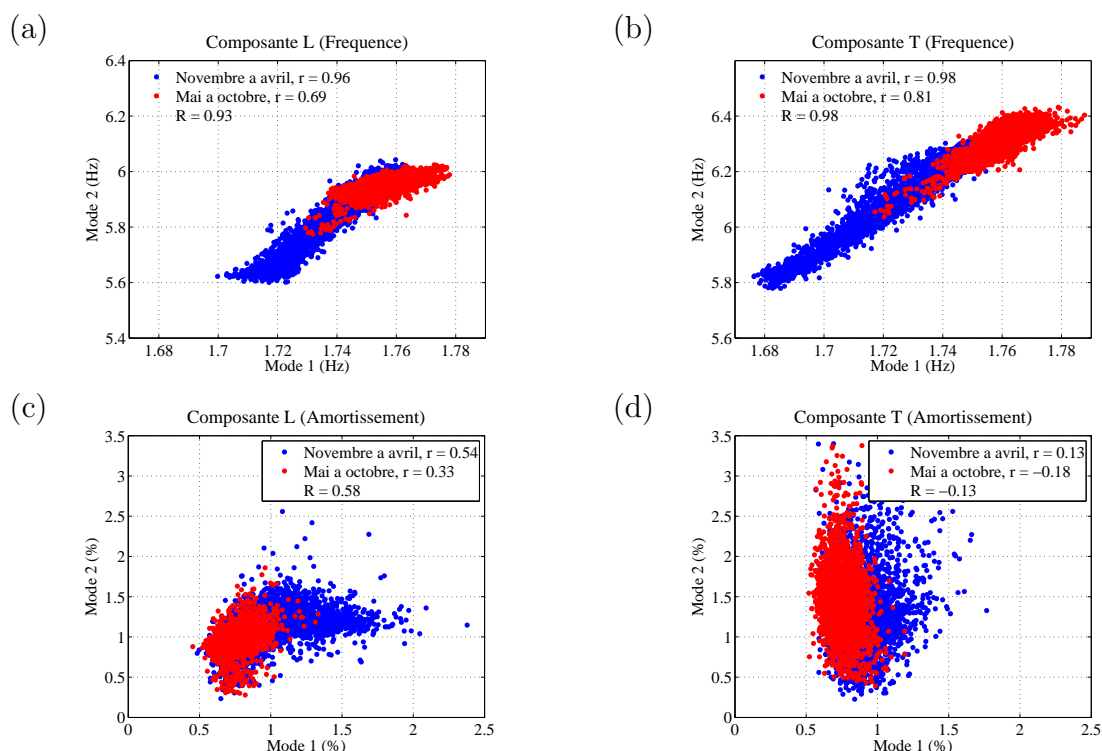 (a)
Composante L (Frequence)
6.4
Novembre a avril, r = 0.96
Mai a octobre, r = 0.69
R = 0.93
6.2
6
5.8
5.6
5.4
Mode 2 (Hz)
1.68 1.7 1.72 1.74 1.76 1.78
Mode 1 (Hz)
(b)
Composante T (Frequence)
Novembre a avril, r = 0.98
Mai a octobre, r = 0.81
R = 0.98
6.4
6.2
6
5.8
5.6
Mode 2 (Hz)
1.68 1.7 1.72 1.74 1.76 1.78
Mode 1 (Hz)
(c)
Composante L (Amortissement)
3.5
Novembre a avril, r = 0.54
Mai a octobre, r = 0.33
R = 0.58
3
2.5
2
1.5
1
0.5
0
Mode 2 (%)
0 0.5 1 1.5 2 2.5
Mode 1 (%)
(d)
Composante T (Amortissement)
3.5
Novembre a avril, r = 0.13
Mai a octobre, r = −0.18
R = −0.13
3
2.5
2
1.5
1
0.5
0
Mode 2 (%)
0 0.5 1 1.5 2 2.5
Mode 1 (%)